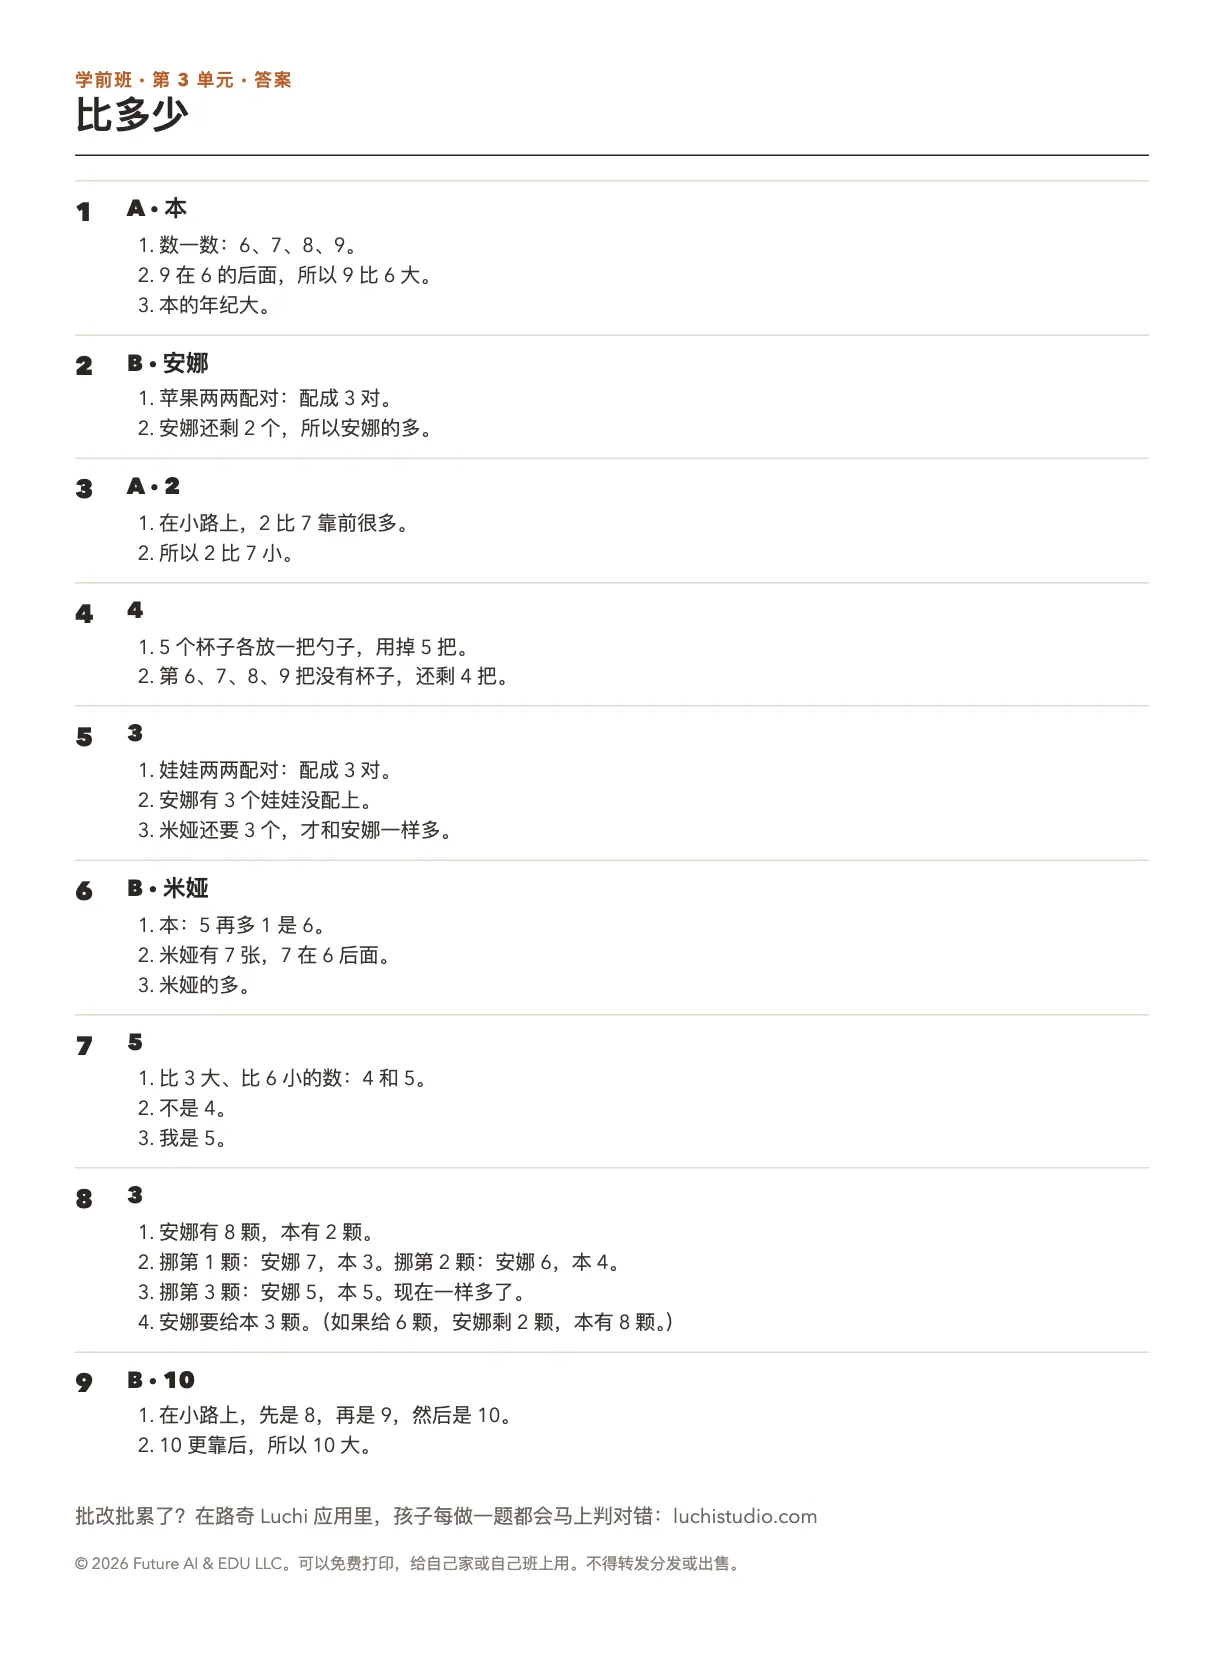 学前班·第 3 单元·答案
比多少
1 A·本
1. 数一数：6、7、8、9。
2. 9 在 6 的后面，所以 9 比 6 大。
3. 本的年纪大。
2 B·安娜
1. 苹果两两配对：配成 3 对。
2. 安娜还剩 2 个，所以安娜的多。
3 A·2
1. 在小路上，2 比 7 靠前很多。
2. 所以 2 比 7 小。
4 4
1. 5 个杯子各放一把勺子，用掉 5 把。
2. 第 6、7、8、9 把没有杯子，还剩 4 把。
5 3
1. 娃娃两两配对：配成 3 对。
2. 安娜有 3 个娃娃没配上。
3. 米娅还要 3 个，才和安娜一样多。
6 B·米娅
1. 本：5 再多 1 是 6。
2. 米娅有 7 张，7 在 6 后面。
3. 米娅的多。
7 5
1. 比 3 大、比 6 小的数：4 和 5。
2. 不是 4。
3. 我是 5。
8 3
1. 安娜有 8 颗，本有 2 颗。
2. 挪第 1 颗：安娜 7，本 3。挪第 2 颗：安娜 6，本 4。
3. 挪第 3 颗：安娜 5，本 5。现在一样多了。
4. 安娜要给本 3 颗。（如果给 6 颗，安娜剩 2 颗，本有 8 颗。）
9 B·10
1. 在小路上，先是 8，再是 9，然后是 10。
2. 10 更靠后，所以 10 大。
批改批累了？在路奇 Luchi 应用里，孩子每做一题都会马上判对错：luchistudio.com
© 2026 Future AI & EDU LLC。可以免费打印，给自己家或自己班上用。不得转发分发或出售。